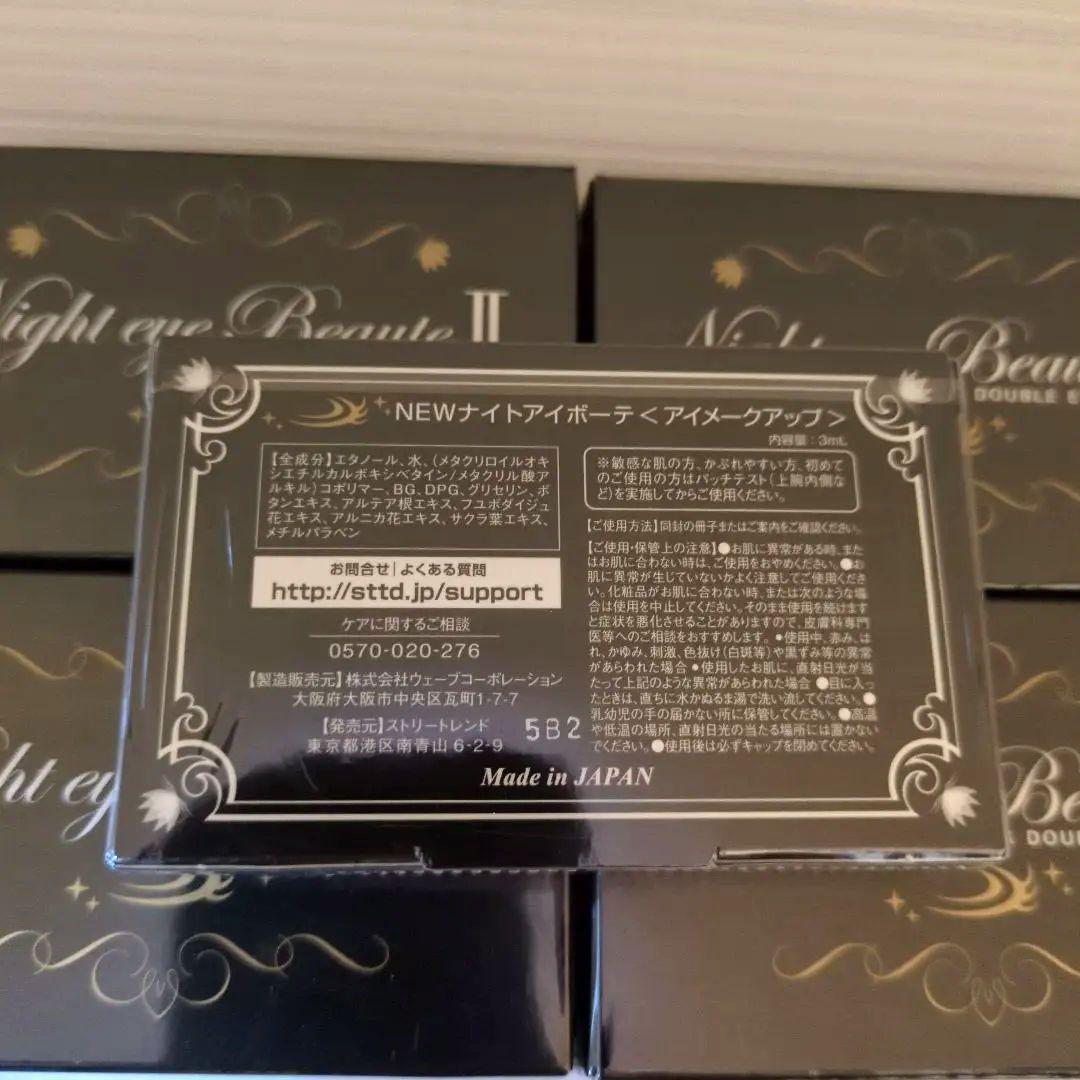 Night eye Beaute II
Beau
DOUBLE E
NEWナイトアイボーテ＜アイメークアップ＞
内容量：3mL
【全成分】エタノール、水、(メタクリロイルオキ
シエチルカルボキシベタイン/メタクリル酸ア
ルキル)コポリマー、BG、DPG、グリセリン、ボ
タンエキス、アルテア根エキス、フユボダイジュ
花エキス、アルニカ花エキス、サクラ葉エキス、
メチルパラベン
お問合せ|よくある質問
http://sttd.jp/support
ケアに関するご相談
0570-020-276
【製造販売元】株式会社ウェーブコーポレーション
大阪府大阪市中央区瓦町1-7-7
【発売元】ストリートレンド
東京都港区南青山6-2-9
5B2
※敏感な肌の方、かぶれやすい方、初めて
のご使用の方はパッチテスト(上腕内側な
ど)を実施してからご使用ください。
【ご使用方法】同封の冊子またはご案内をご確認ください。
【ご使用・保管上の注意】●お肌に異常がある時、また
はお肌に合わない時は、ご使用をおやめください。●お
肌に異常が生じていないかよく注意してご使用くださ
い。化粧品がお肌に合わない時、または次のような場
合は使用を中止してください。そのまま使用を続けます
と症状を悪化させることがありますので、皮膚科専門
医等へのご相談をおすすめします。●使用中、赤み、は
れ、かゆみ、刺激、色抜け(白斑等)や黒ずみ等の異常
があらわれた場合●使用したお肌に、直射日光が当
たって上記のような異常があらわれた場合 ●目に入っ
たときは、直ちに水かぬるま湯で洗い流してください。●
乳幼児の手の届かない所に保管してください。●高温
や低温の場所、直射日光の当たる場所には置かない
でください。●使用後は必ずキャップを閉めてください。
Made in JAPAN
ht ey
Be
DOU